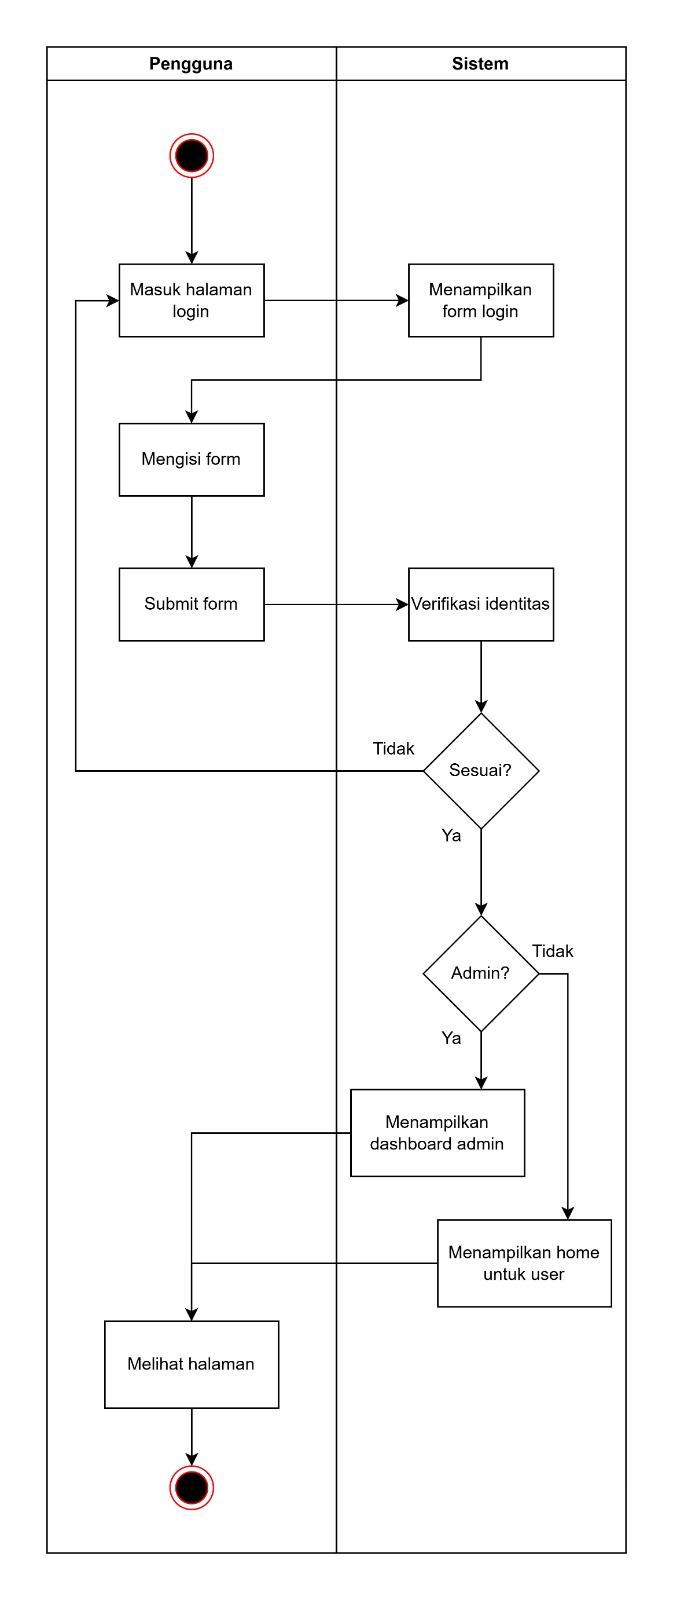 Pengguna
Sistem
Masuk halaman
login
Menampilkan
form login
Mengisi form
Submit form
Verifikasi identitas
Tidak
Sesuai?
Ya
Tidak
Admin?
Ya
Menampilkan
dashboard admin
Menampilkan home
untuk user
Melihat halaman